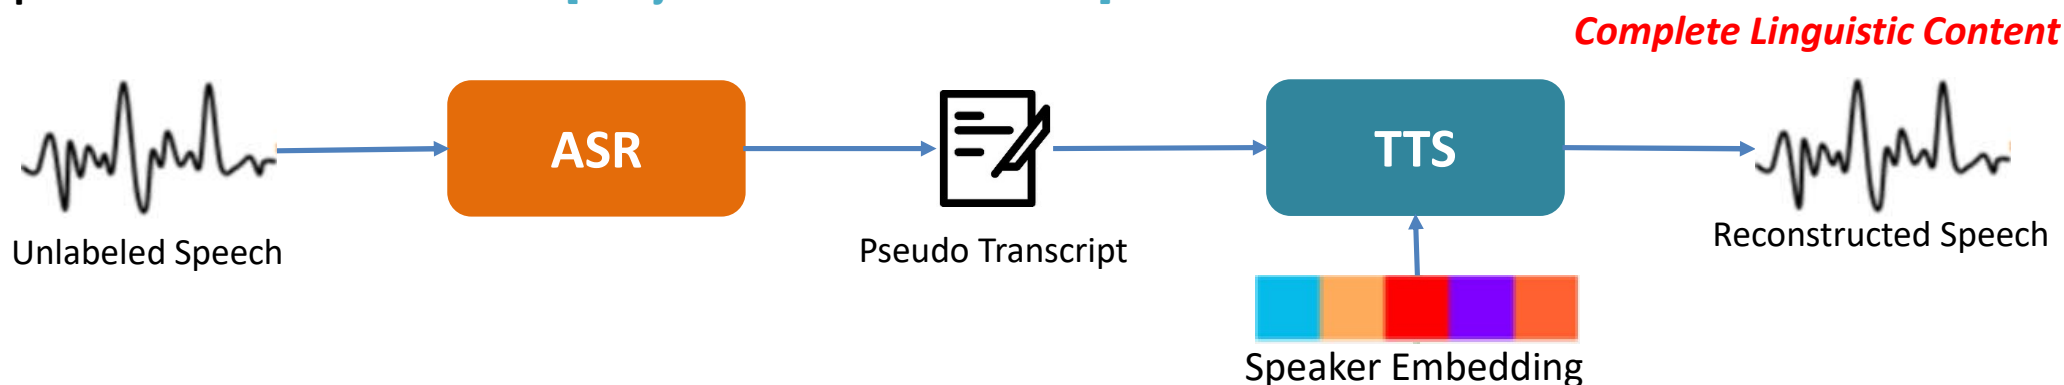 Complete Linguistic Content
ASR
TTS
Unlabeled Speech
Pseudo Transcript
Reconstructed Speech
Speaker Embedding